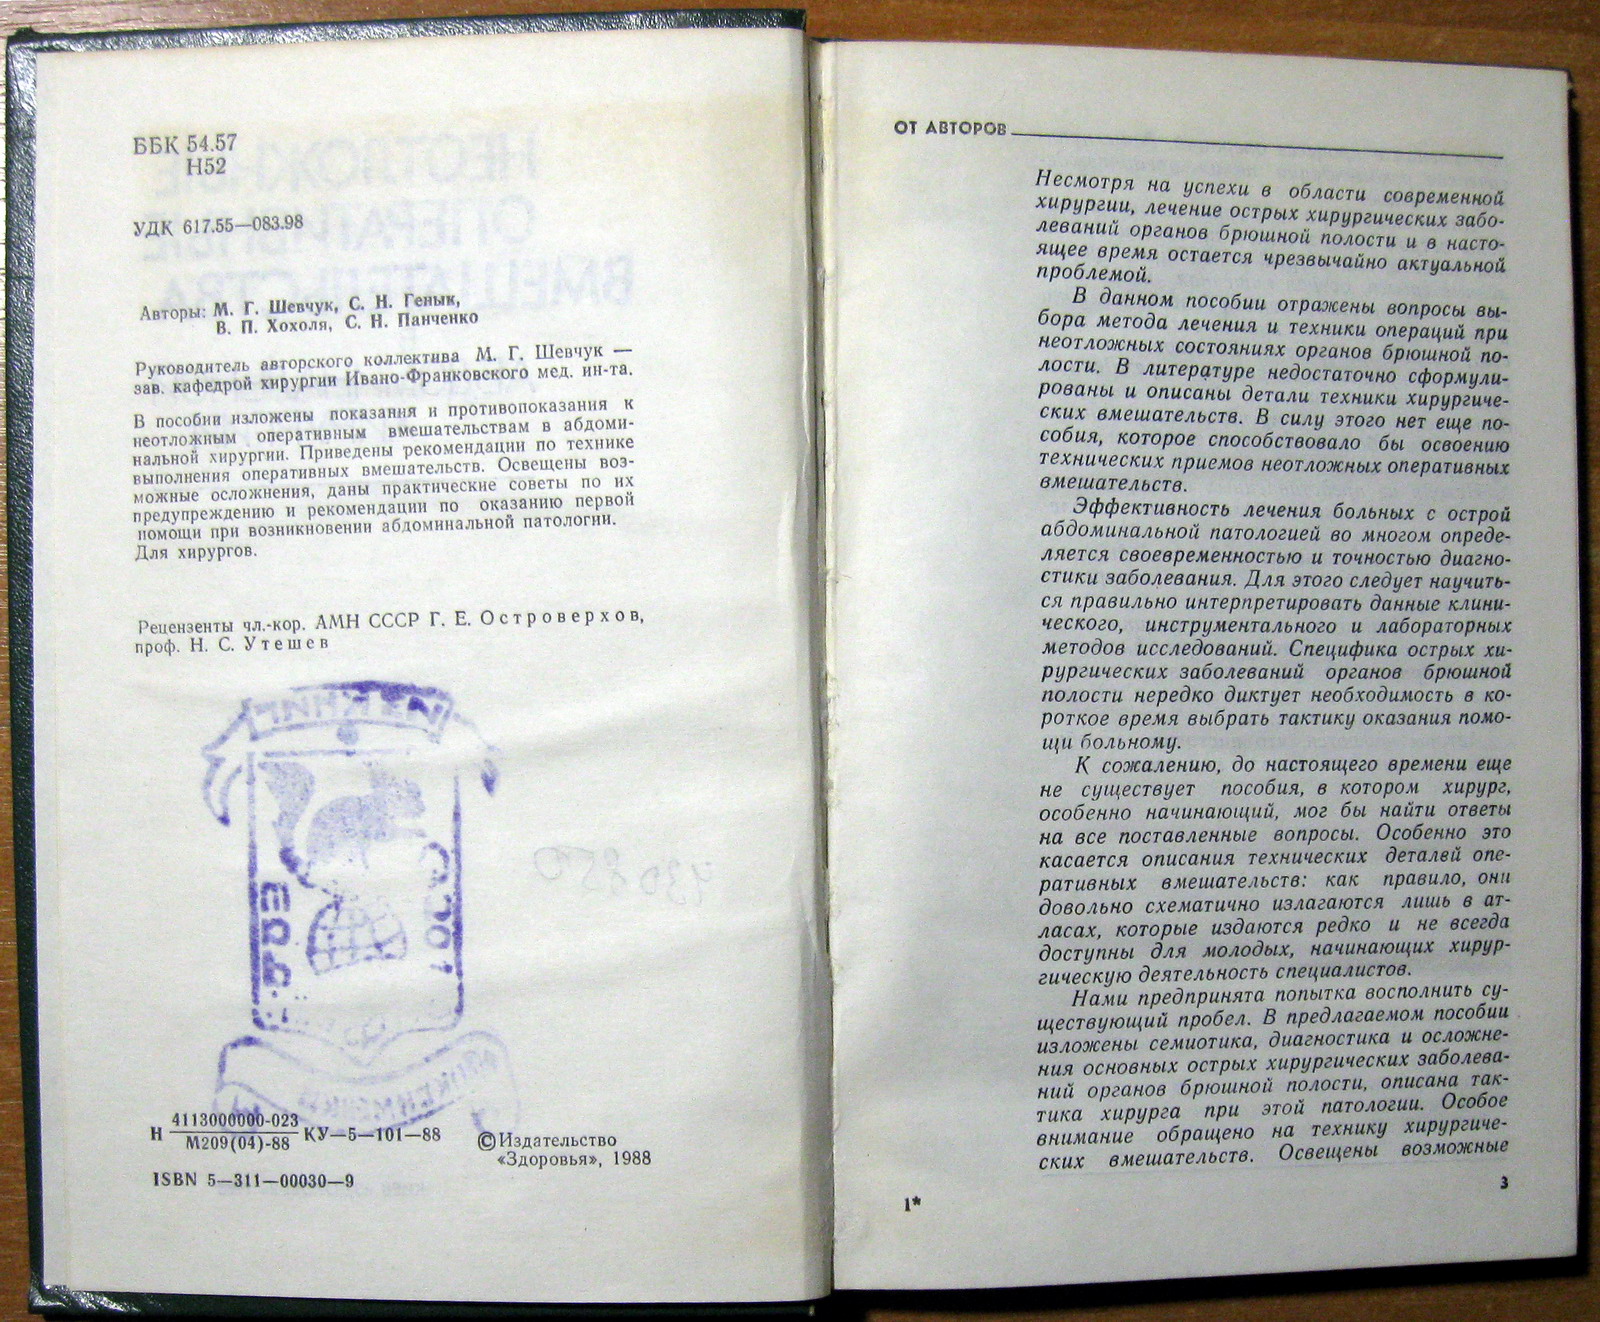 ББК 54.57
Н52
УДК 617.55—083.98
Авторы: М. Г. Шевчук, С. Н. Генык,
В. П. Хохоля, С. Н. Панченко
Руководитель авторского коллектива М. Г. Шевчук —
зав. кафедрой хирургии Ивано-Франковского мед. ин-та.
В пособии изложены показания и противопоказания к
неотложным оперативным вмешательствам в абдоми-
нальной хирургии. Приведены рекомендации по технике
выполнения оперативных вмешательств. Освещены воз-
можные осложнения, даны практические советы по их
предупреждению и рекомендации по оказанию первой
помощи при возникновении абдоминальной патологии.
Для хирургов.
Рецензенты чл.-кор. АМН СССР Г. Е. Островерхов,
проф. Н. С. Утешев
Н 4113000000-023
М209(04)-88 КУ—5—101—88
© Издательство
«Здоровья», 1988
ISBN 5—311—00030—9
ОТ АВТОРОВ
Несмотря на успехи в области современной
хирургии, лечение острых хирургических забо-
леваний органов брюшной полости и в насто-
ящее время остается чрезвычайно актуальной
проблемой.
В данном пособии отражены вопросы вы-
бора метода лечения и техники операций при
неотложных состояниях органов брюшной по-
лости. В литературе недостаточно сформули-
рованы и описаны детали техники хирургиче-
ских вмешательств. В силу этого нет еще по-
собия, которое способствовало бы освоению
технических приемов неотложных оперативных
вмешательств.
Эффективность лечения больных с острой
абдоминальной патологией во многом опреде-
ляется своевременностью и точностью диагно-
стики заболевания. Для этого следует научить-
ся правильно интерпретировать данные клини-
ческого, инструментального и лабораторных
методов исследований. Специфика острых хи-
рургических заболеваний органов брюшной
полости нередко диктует необходимость в ко-
роткое время выбрать тактику оказания помо-
щи больному.
К сожалению, до настоящего времени еще
не существует пособия, в котором хирург,
особенно начинающий, мог бы найти ответы
на все поставленные вопросы. Особенно это
касается описания технических деталей опе-
ративных вмешательств: как правило, они
довольно схематично излагаются лишь в ат-
ласах, которые издаются редко и не всегда
доступны для молодых, начинающих хирур-
гическую деятельность специалистов.
Нами предпринята попытка восполнить су-
ществующий пробел. В предлагаемом пособии
изложены семиотика, диагностика и осложне-
ния основных острых хирургических заболева-
ний органов брюшной полости, описана так-
тика хирурга при этой патологии. Особое
внимание обращено на технику хирургиче-
ских вмешательств. Освещены возможные
1*
3